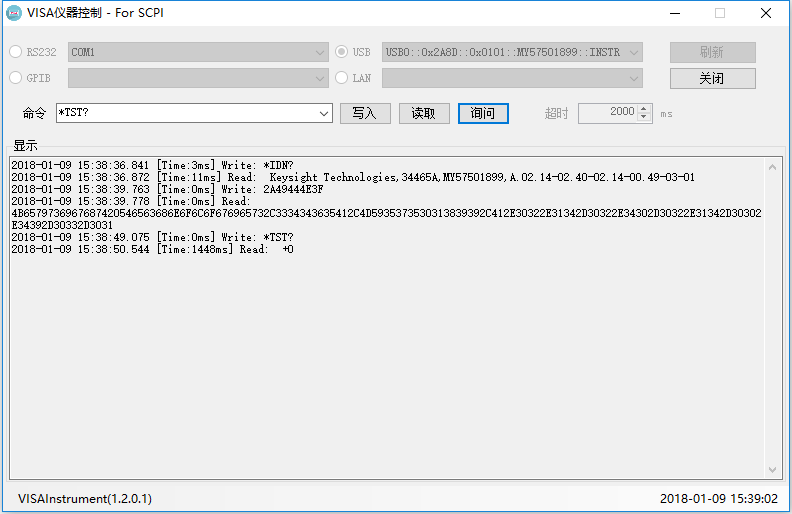 VISA仪器控制 - For SCPI
RS232 COM1 USB USB0::0x2A8D::0x0101::MY57501899::INSTR 刷新
GPIB LAN 关闭
命令 *TST? 写入 读取 询问 超时 2000 ms
显示
2018-01-09 15:38:36.841 [Time:3ms] Write: *IDN?
2018-01-09 15:38:36.872 [Time:11ms] Read:  Keysight Technologies,34465A,MY57501899,A.02.14-02.40-02.14-00.49-03-01
2018-01-09 15:38:39.763 [Time:0ms] Write: 2A49444E3F
2018-01-09 15:38:39.778 [Time:0ms] Read:
4B6579736967687420546563686E6F6C6F676965732C3334343635412C4D5935373530313839392C412E30322E31342D30322E34302D30322E31342D30302
E34392D30332D3031
2018-01-09 15:38:49.075 [Time:0ms] Write: *TST?
2018-01-09 15:38:50.544 [Time:1448ms] Read:  +0
VISAInstrument(1.2.0.1) 2018-01-09 15:39:02